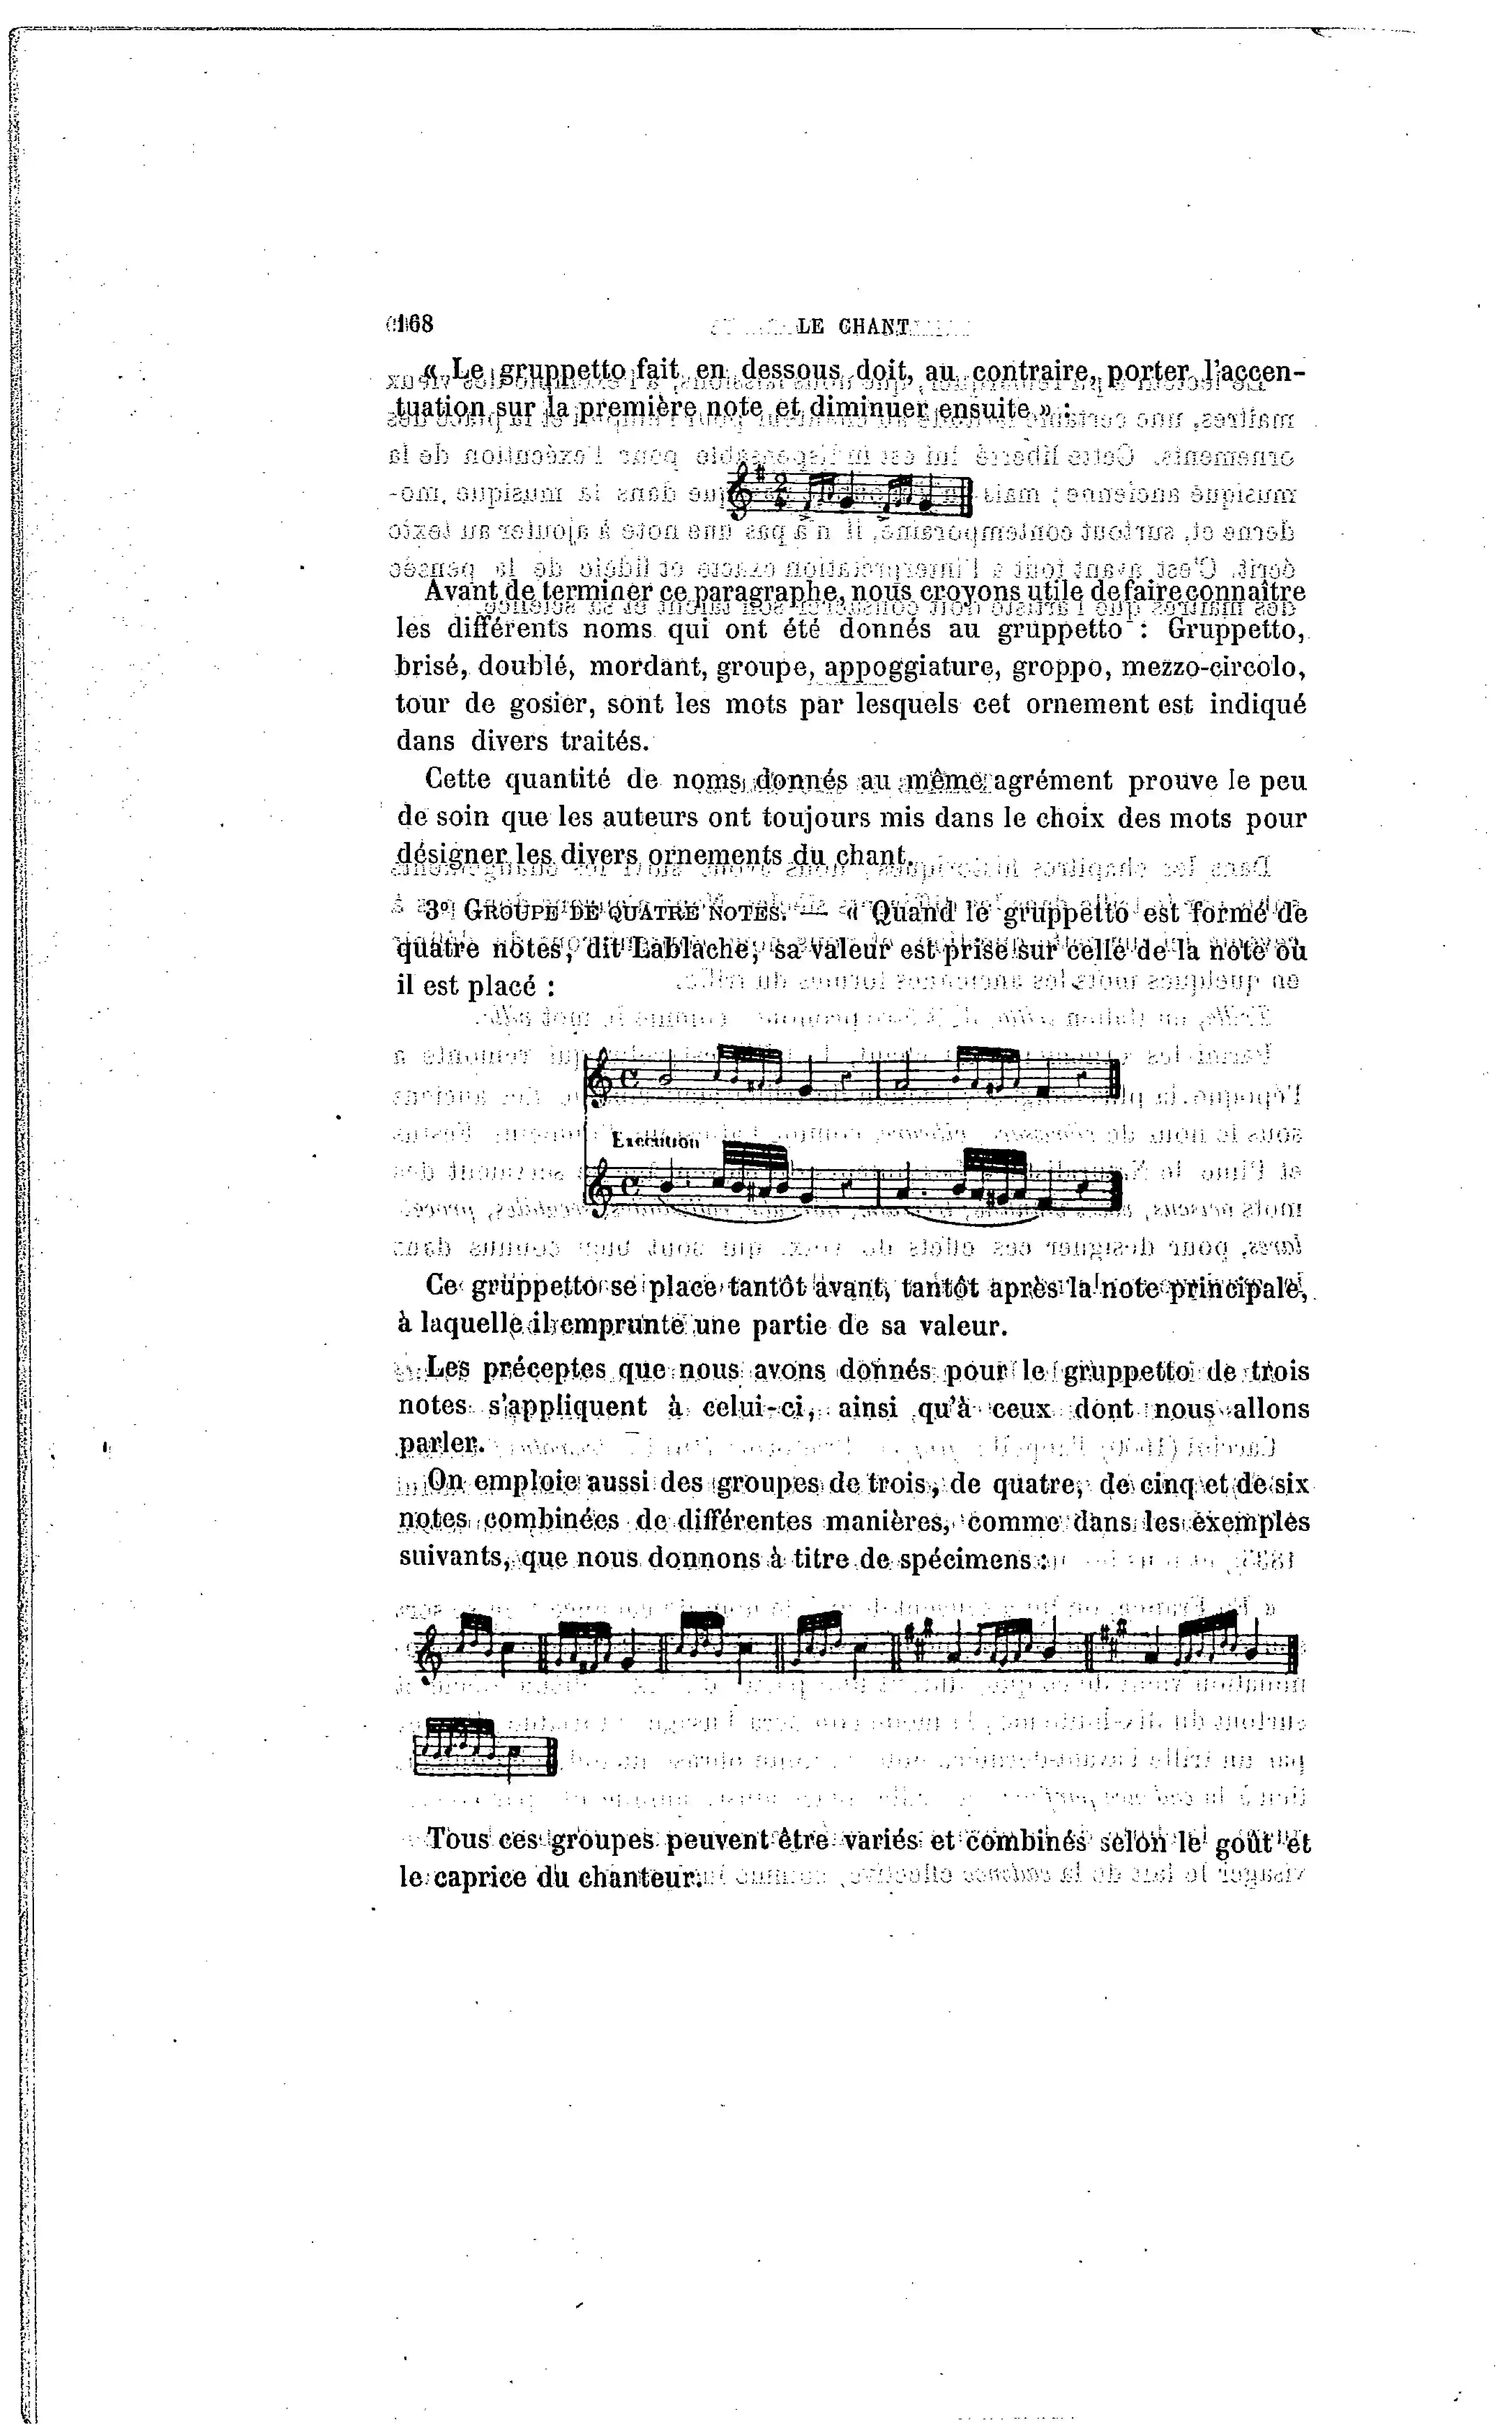 168
LE CHANT
« Le gruppetto fait en dessous doit, au contraire, porter l'accen-
tuation sur la première note et diminuer ensuite » :
Avant de terminer ce paragraphe, nous croyons utile de faire connaître
les différents noms qui ont été donnés au gruppetto : Gruppetto,
brisé, doublé, mordant, groupe, appoggiature, groppo, mezzo-circolo,
tour de gosier, sont les mots par lesquels cet ornement est indiqué
dans divers traités.
Cette quantité de noms donnés au même agrément prouve le peu
de soin que les auteurs ont toujours mis dans le choix des mots pour
désigner les divers ornements du chant.
3º GROUPE DE QUATRE NOTES. — « Quand le gruppetto est formé de
quatre notes, dit Lablache, sa valeur est prise sur celle de la note où
il est placé :
Exécution
Ce gruppetto se place tantôt avant, tantôt après la note principale,
à laquelle il emprunte une partie de sa valeur.
Les préceptes que nous avons donnés pour le gruppetto de trois
notes s'appliquent à celui-ci, ainsi qu'à ceux dont nous allons
parler.
On emploie aussi des groupes de trois, de quatre, de cinq et de six
notes combinées de différentes manières, comme dans les exemples
suivants, que nous donnons à titre de spécimens :
Tous ces groupes peuvent être variés et combinés selon le goût et
le caprice du chanteur.